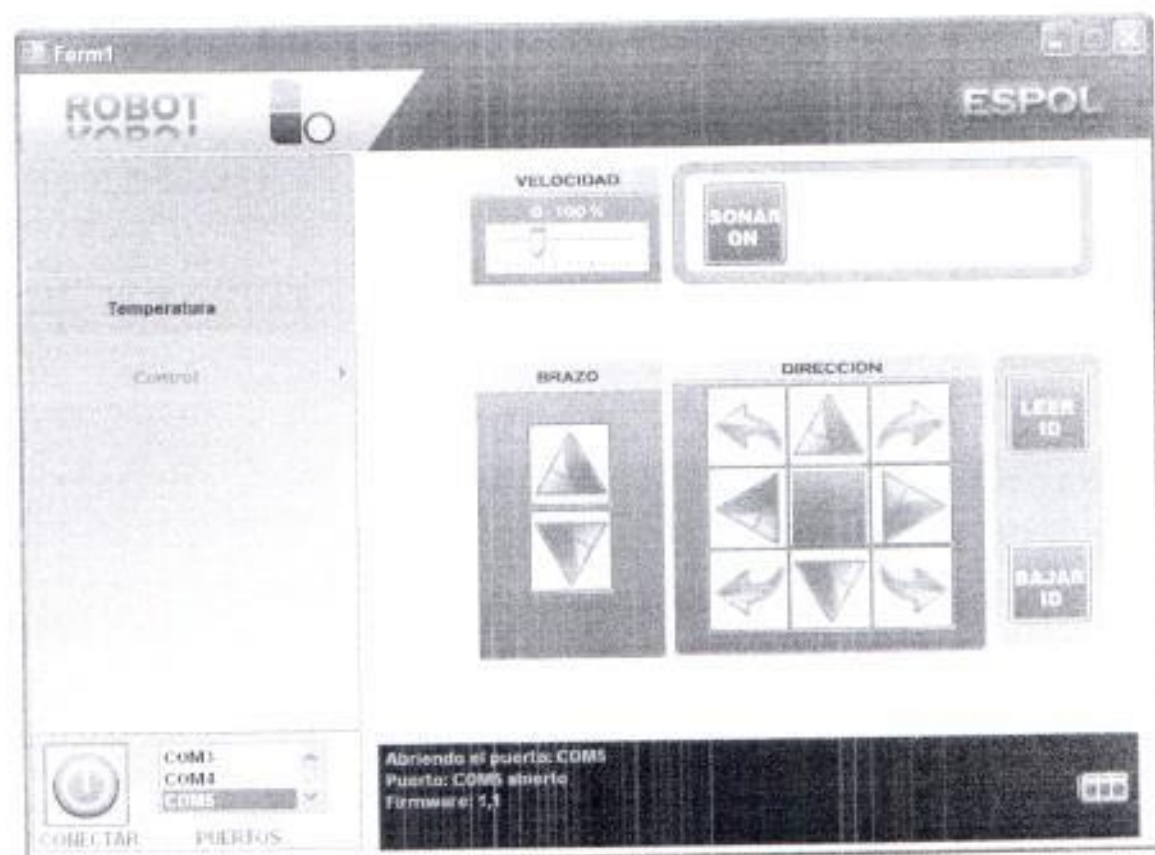 Form1
ROBOT
ESPOL
VELOCIDAD
0 - 100 %
SONAR
ON
Temperatura
Control
BRAZO
DIRECCION
LEER
ID
BAJAR
ID
COM3
COM4
COM5
CONECTAR
PUERTOS
Abriendo el puerto: COM5
Puerto: COM5 abierto
Firmware: 1,1